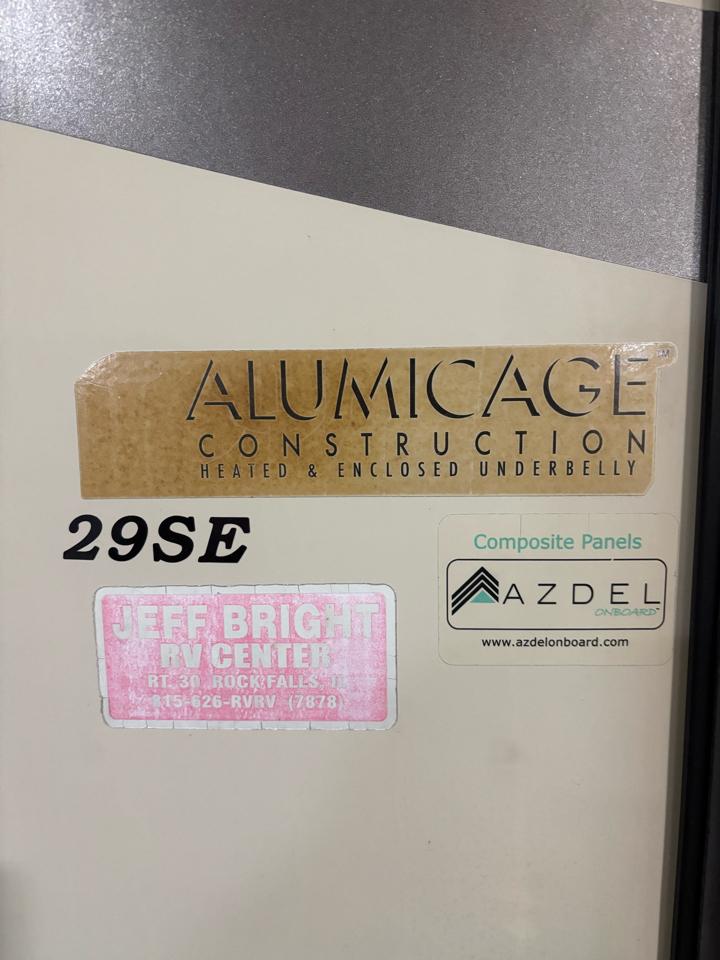 ALUMICAGE™
CONSTRUCTION
HEATED & ENCLOSED UNDERBELLY
29SE
Composite Panels
AZDEL
ONBOARD™
www.azdelonboard.com
JEFF BRIGHT
RV CENTER
RT. 30 ROCK FALLS, IL
815-626-RVRV (7878)